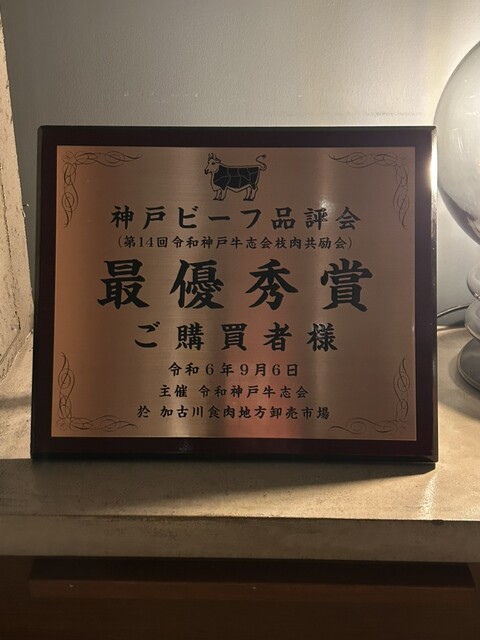 神戸ビーフ品評会
（第14回令和神戸牛志会枝肉共励会）
最優秀賞
ご購買者様
令和6年9月6日
主催 令和神戸牛志会
於 加古川食肉地方卸売市場